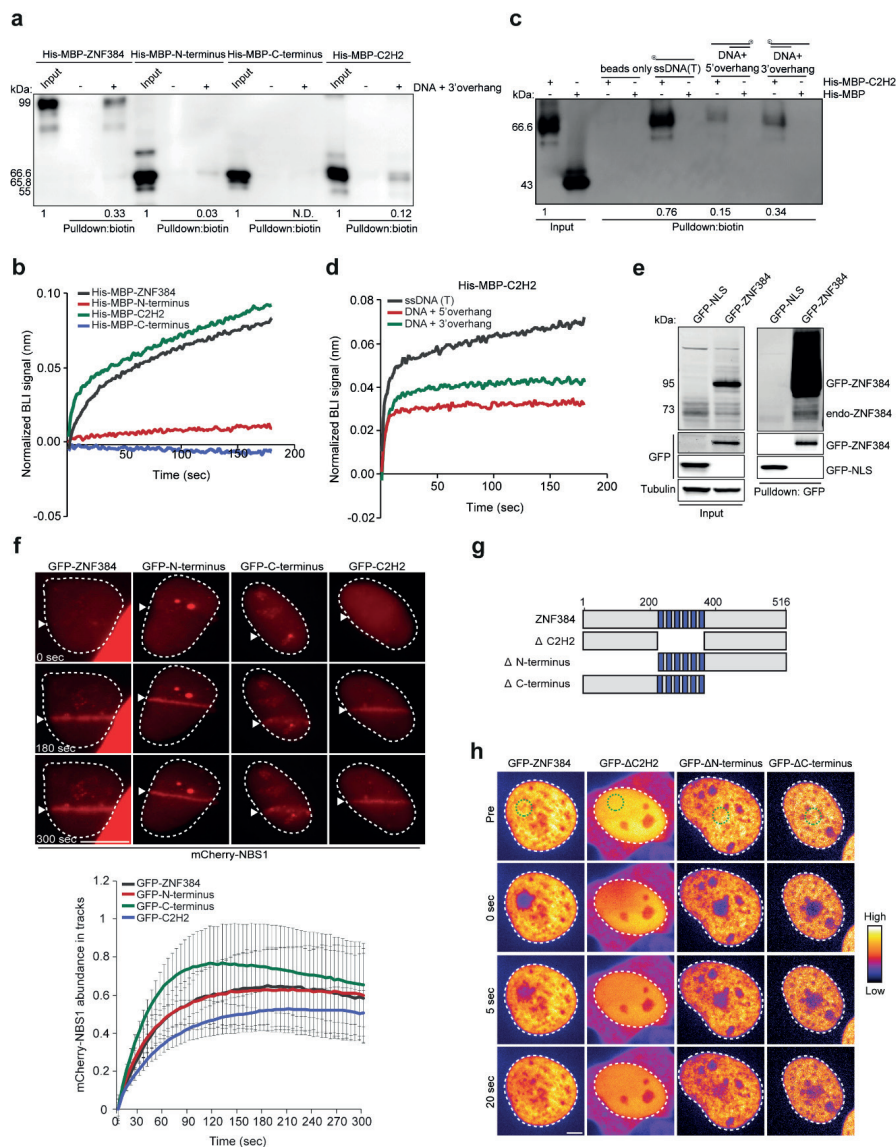 a
His-MBP-ZNF384 His-MBP-N-terminus His-MBP-C-terminus His-MBP-C2H2
Input Input Input Input
kDa: - + - + - + - + DNA + 3'overhang
99
66.6
65.8
55
1 0.33 1 0.03 1 N.D. 1 0.12
Pulldown:biotin Pulldown:biotin Pulldown:biotin Pulldown:biotin
c
beads only ssDNA(T) DNA+ 5'overhang DNA+ 3'overhang
+ - + - + - + - + - His-MBP-C2H2
kDa: - + - + - + - + - + His-MBP
66.6
43
1 0.76 0.15 0.34
Input Pulldown:biotin
b
His-MBP-ZNF384
His-MBP-N-terminus
His-MBP-C2H2
His-MBP-C-terminus
Normalized BLI signal (nm)
0.10
0.05
0.00
-0.05
50 100 150 200
Time (sec)
d
His-MBP-C2H2
ssDNA (T)
DNA + 5'overhang
DNA + 3'overhang
Normalized BLI signal (nm)
0.08
0.06
0.04
0.02
0.00
-0.02
50 100 150 200
Time (sec)
e
GFP-NLS GFP-ZNF384 GFP-NLS GFP-ZNF384
kDa:
95 GFP-ZNF384
73 endo-ZNF384
GFP GFP-ZNF384
GFP-NLS
Tubulin Pulldown: GFP
Input
f
GFP-ZNF384 GFP-N-terminus GFP-C-terminus GFP-C2H2
0 sec
180 sec
300 sec
mCherry-NBS1
GFP-ZNF384
GFP-N-terminus
GFP-C-terminus
GFP-C2H2
mCherry-NBS1 abundance in tracks
1.2
1
0.8
0.6
0.4
0.2
0
0 30 60 90 120 150 180 210 240 270 300
Time (sec)
g
1 200 400 516
ZNF384
Δ C2H2
Δ N-terminus
Δ C-terminus
h
GFP-ZNF384 GFP-ΔC2H2 GFP-ΔN-terminus GFP-ΔC-terminus
Pre
0 sec
5 sec
20 sec
High
Low